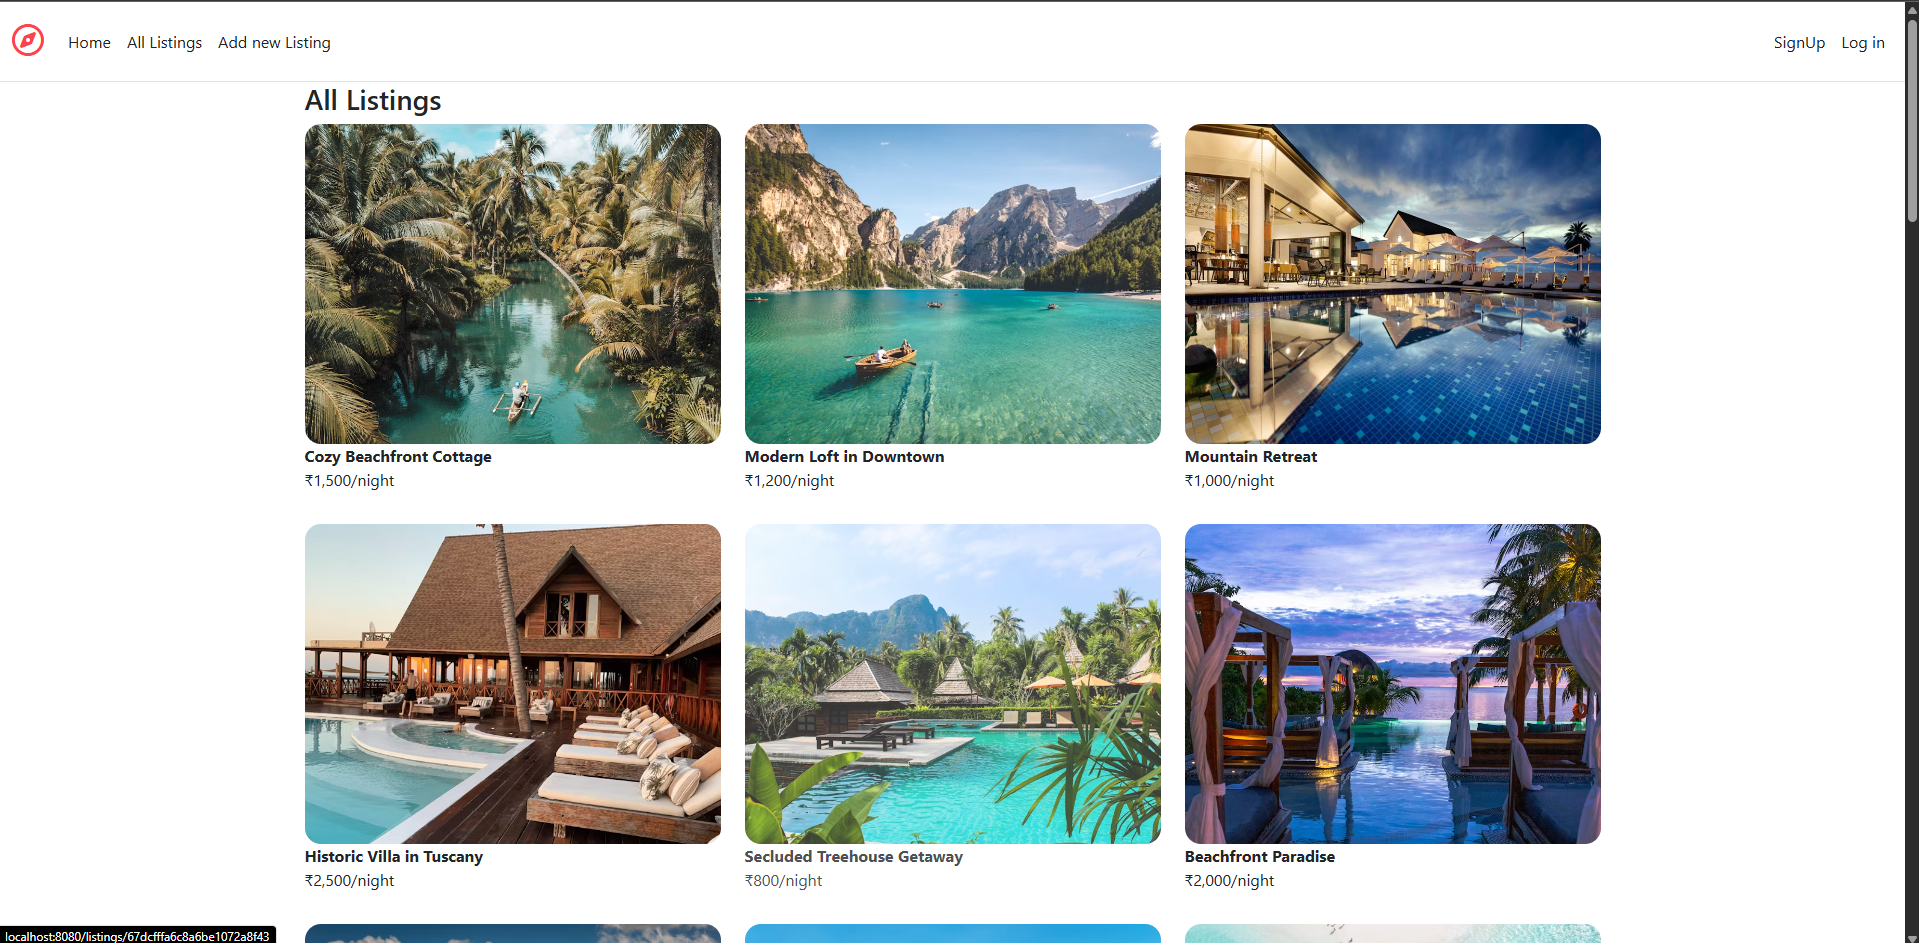 Home
All Listings
Add new Listing
SignUp
Log in
All Listings
Cozy Beachfront Cottage
₹1,500/night
Modern Loft in Downtown
₹1,200/night
Mountain Retreat
₹1,000/night
Historic Villa in Tuscany
₹2,500/night
Secluded Treehouse Getaway
₹800/night
Beachfront Paradise
₹2,000/night
localhost:8080/listings/67dcfffa6c8a6be1072a8f43